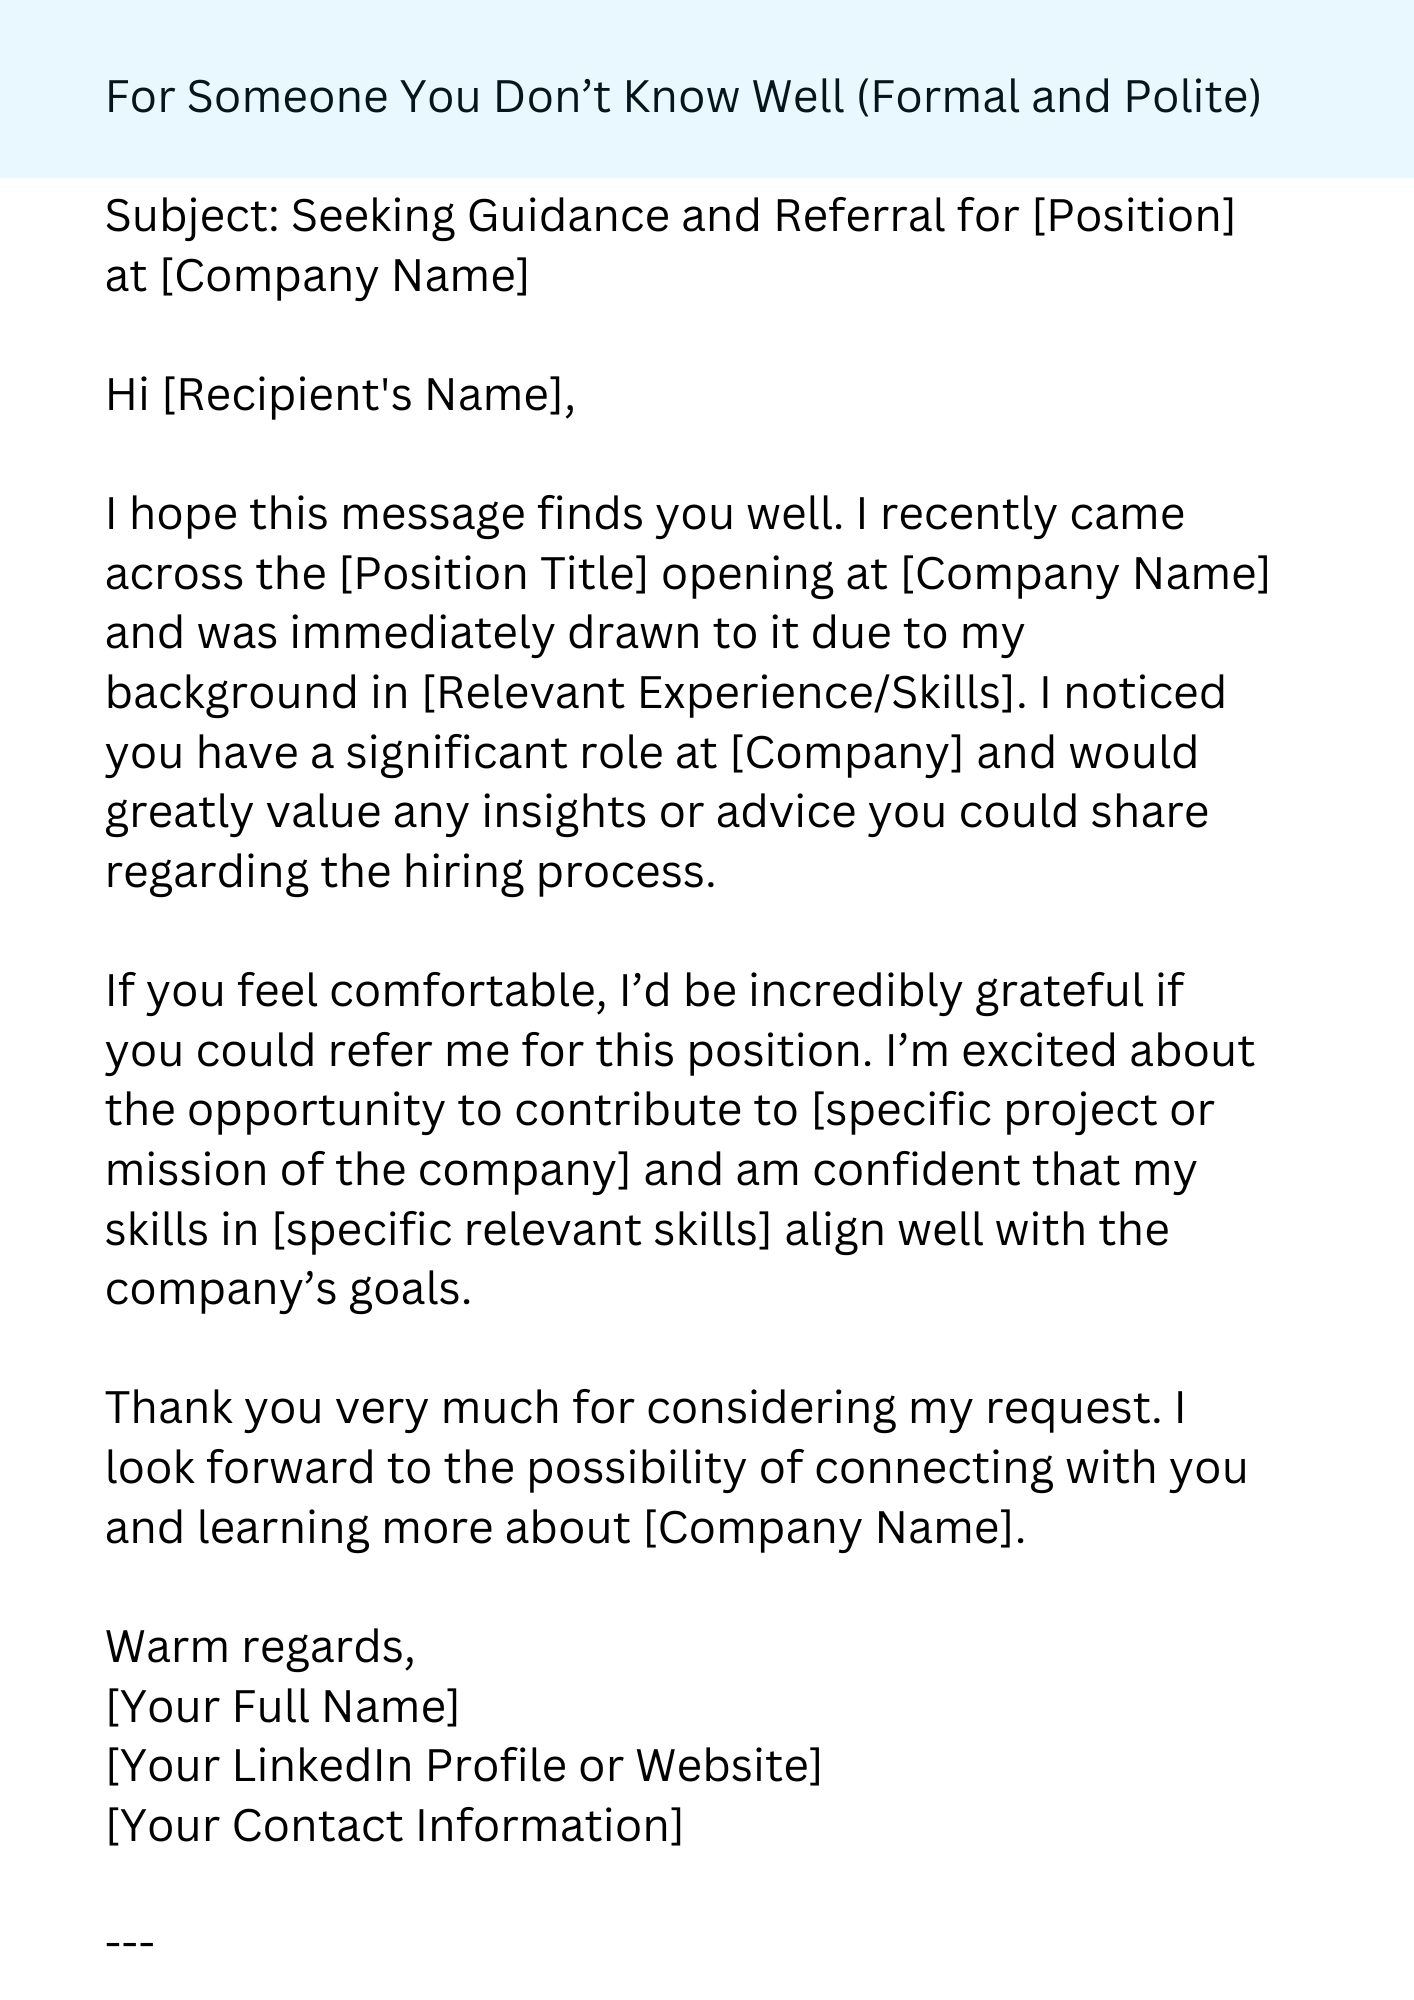 For Someone You Don’t Know Well (Formal and Polite)
Subject: Seeking Guidance and Referral for [Position]
at [Company Name]
Hi [Recipient's Name],
I hope this message finds you well. I recently came
across the [Position Title] opening at [Company Name]
and was immediately drawn to it due to my
background in [Relevant Experience/Skills]. I noticed
you have a significant role at [Company] and would
greatly value any insights or advice you could share
regarding the hiring process.
If you feel comfortable, I’d be incredibly grateful if
you could refer me for this position. I’m excited about
the opportunity to contribute to [specific project or
mission of the company] and am confident that my
skills in [specific relevant skills] align well with the
company’s goals.
Thank you very much for considering my request. I
look forward to the possibility of connecting with you
and learning more about [Company Name].
Warm regards,
[Your Full Name]
[Your LinkedIn Profile or Website]
[Your Contact Information]
---